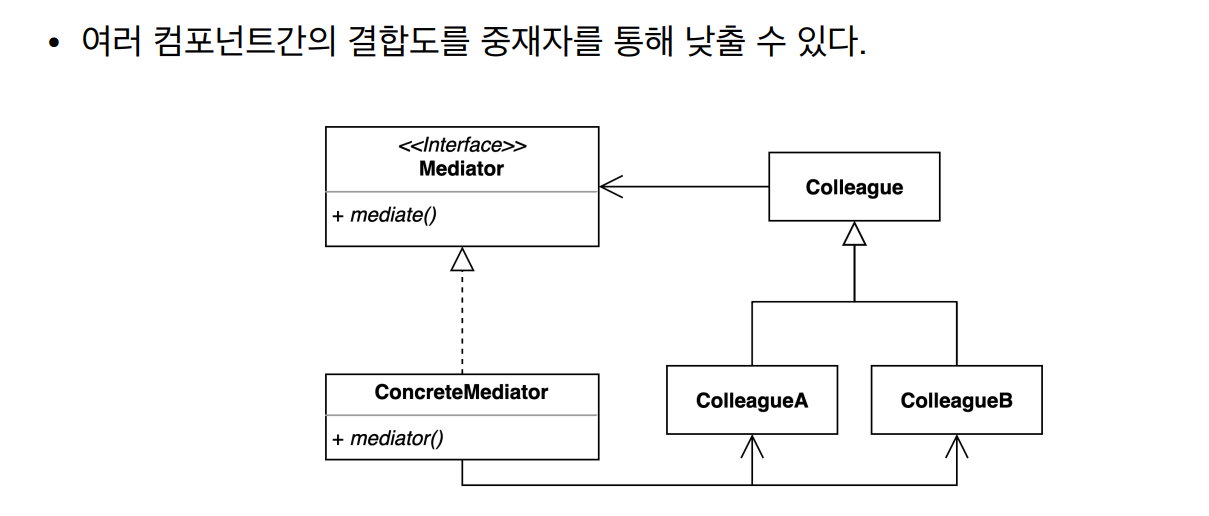 • 여러 컴포넌트간의 결합도를 중재자를 통해 낮출 수 있다.
<<Interface>>
Mediator
+ mediate()
Colleague
ConcreteMediator
+ mediator()
ColleagueA
ColleagueB